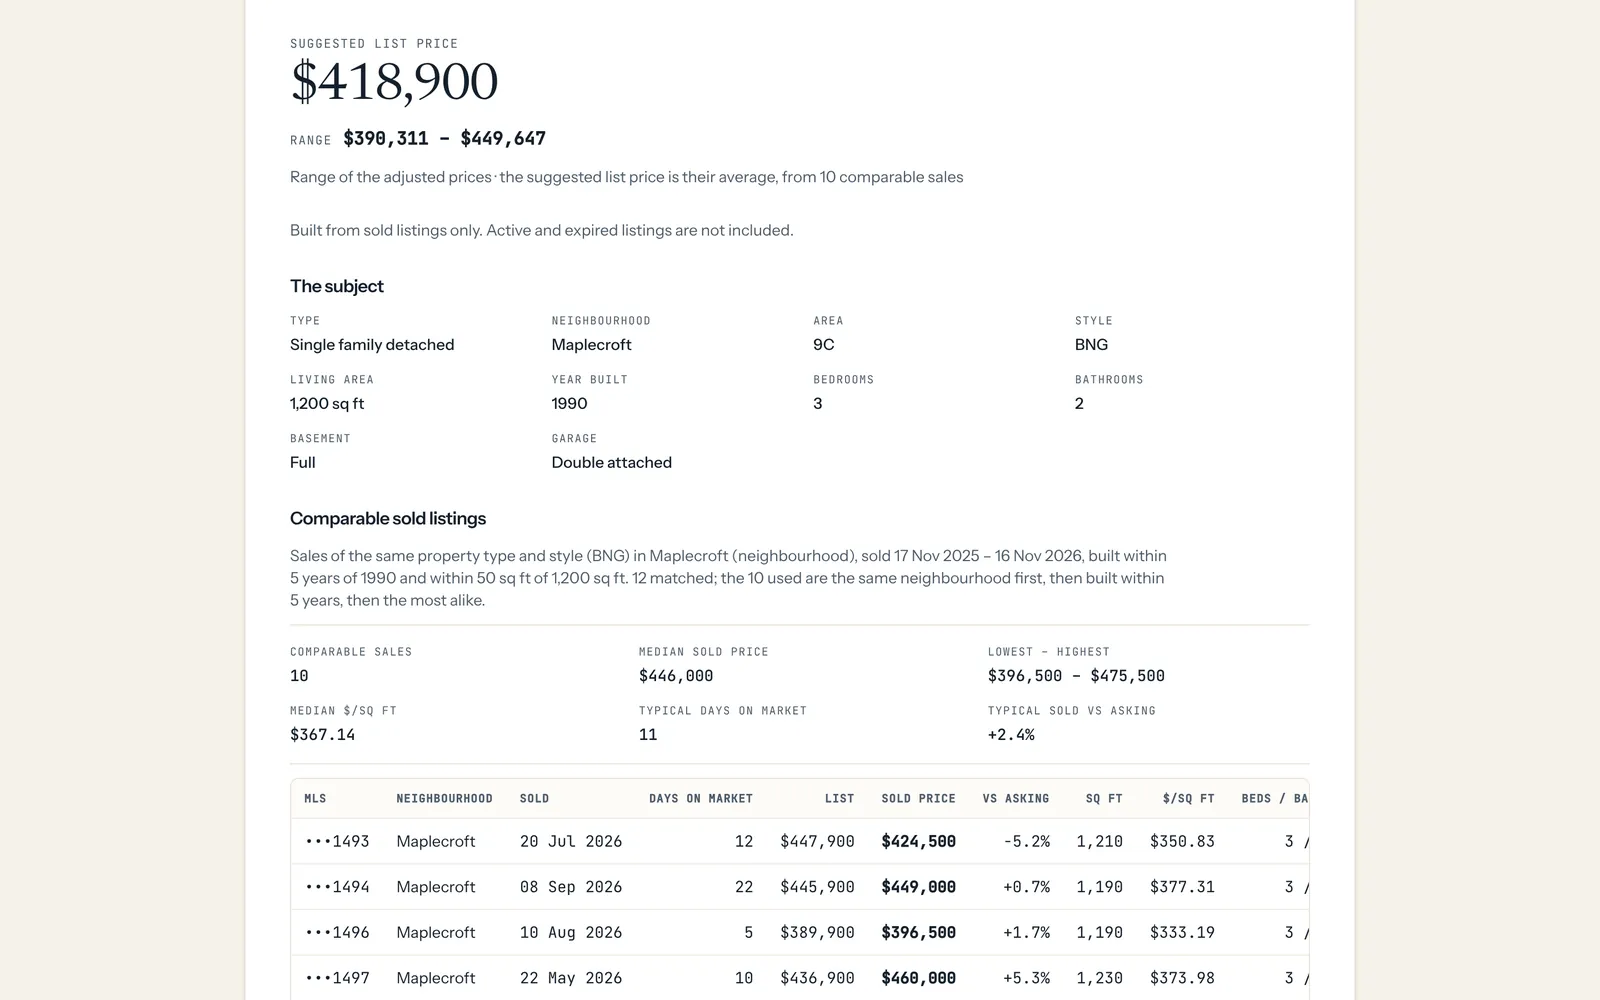 SUGGESTED LIST PRICE
$418,900
RANGE $390,311 – $449,647
Range of the adjusted prices · the suggested list price is their average, from 10 comparable sales
Built from sold listings only. Active and expired listings are not included.
The subject
TYPE NEIGHBOURHOOD AREA STYLE
Single family detached Maplecroft 9C BNG
LIVING AREA YEAR BUILT BEDROOMS BATHROOMS
1,200 sq ft 1990 3 2
BASEMENT GARAGE
Full Double attached
Comparable sold listings
Sales of the same property type and style (BNG) in Maplecroft (neighbourhood), sold 17 Nov 2025 – 16 Nov 2026, built within
5 years of 1990 and within 50 sq ft of 1,200 sq ft. 12 matched; the 10 used are the same neighbourhood first, then built within
5 years, then the most alike.
COMPARABLE SALES MEDIAN SOLD PRICE LOWEST – HIGHEST
10 $446,000 $396,500 – $475,500
MEDIAN $/SQ FT TYPICAL DAYS ON MARKET TYPICAL SOLD VS ASKING
$367.14 11 +2.4%
MLS NEIGHBOURHOOD SOLD DAYS ON MARKET LIST SOLD PRICE VS ASKING SQ FT $/SQ FT BEDS / BA
•••1493 Maplecroft 20 Jul 2026 12 $447,900 $424,500 -5.2% 1,210 $350.83 3 /
•••1494 Maplecroft 08 Sep 2026 22 $445,900 $449,000 +0.7% 1,190 $377.31 3 /
•••1496 Maplecroft 10 Aug 2026 5 $389,900 $396,500 +1.7% 1,190 $333.19 3 /
•••1497 Maplecroft 22 May 2026 10 $436,900 $460,000 +5.3% 1,230 $373.98 3 /